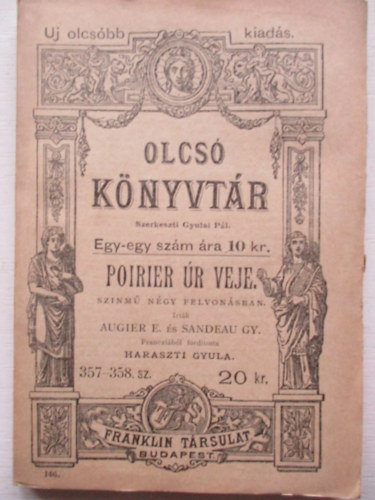 Uj olcsóbb kiadás.
OLCSÓ
KÖNYVTÁR
Szerkeszti Gyulai Pál.
Egy-egy szám ára 10 kr.
POIRIER ÚR VEJE.
SZINMŰ NÉGY FELVONÁSBAN.
Irták
AUGIER E. és SANDEAU GY.
Francziából fordította
HARASZTI GYULA.
357–358. sz. 20 kr.
FRANKLIN TÁRSULAT
BUDAPEST